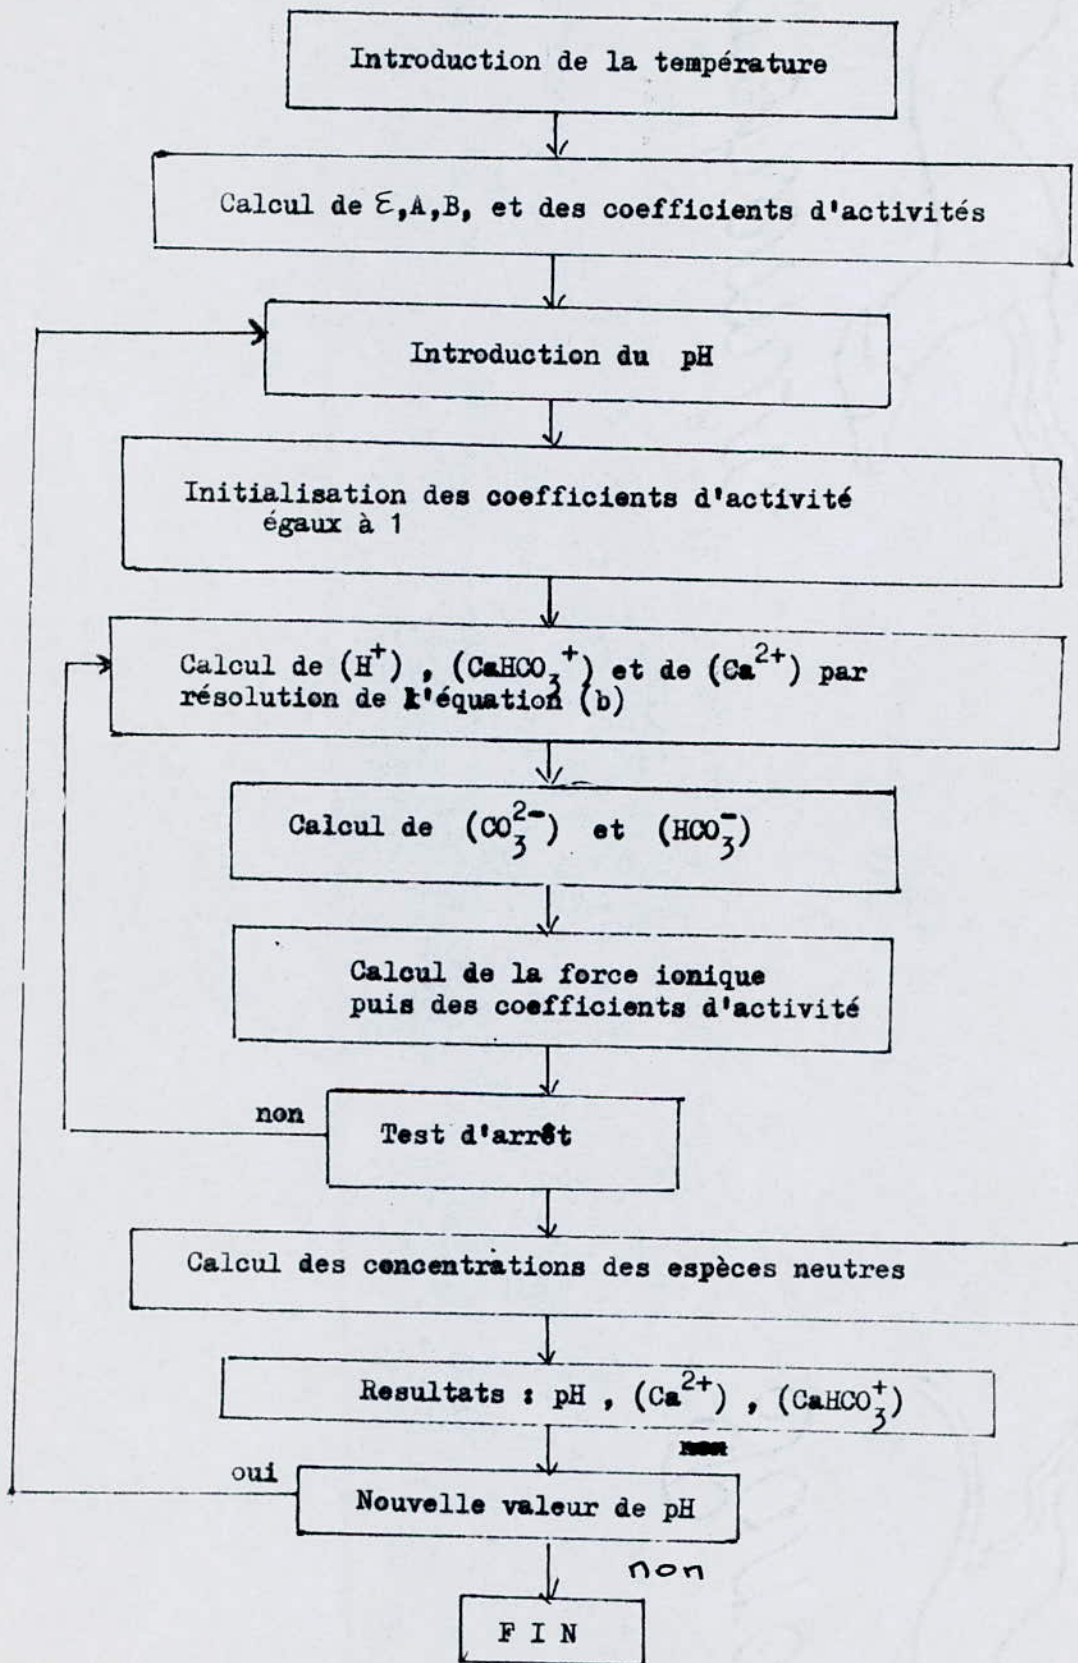 Introduction de la température
Calcul de Ɛ,A,B, et des coefficients d'activités
Introduction du pH
Initialisation des coefficients d'activité
égaux à 1
Calcul de (H⁺) , (CaHCO₃⁺) et de (Ca²⁺) par
résolution de l'équation (b)
Calcul de (CO₃²⁻) et (HCO₃⁻)
Calcul de la force ionique
puis des coefficients d'activité
non
Test d'arrêt
Calcul des concentrations des espèces neutres
Resultats : pH , (Ca²⁺) , (CaHCO₃⁺)
oui
Nouvelle valeur de pH
non
F I N